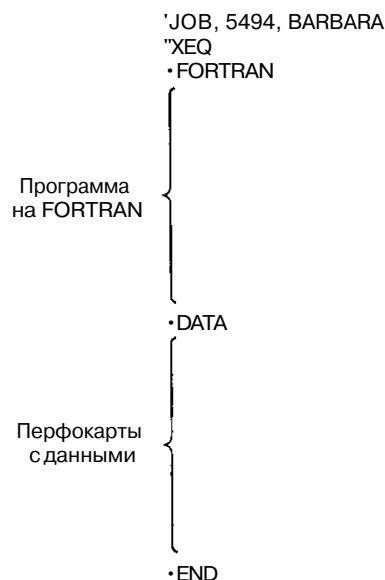 'JOB, 5494, BARBARA
"XEQ
•FORTRAN
Программа
на FORTRAN
•DATA
Перфокарты
с данными
•END